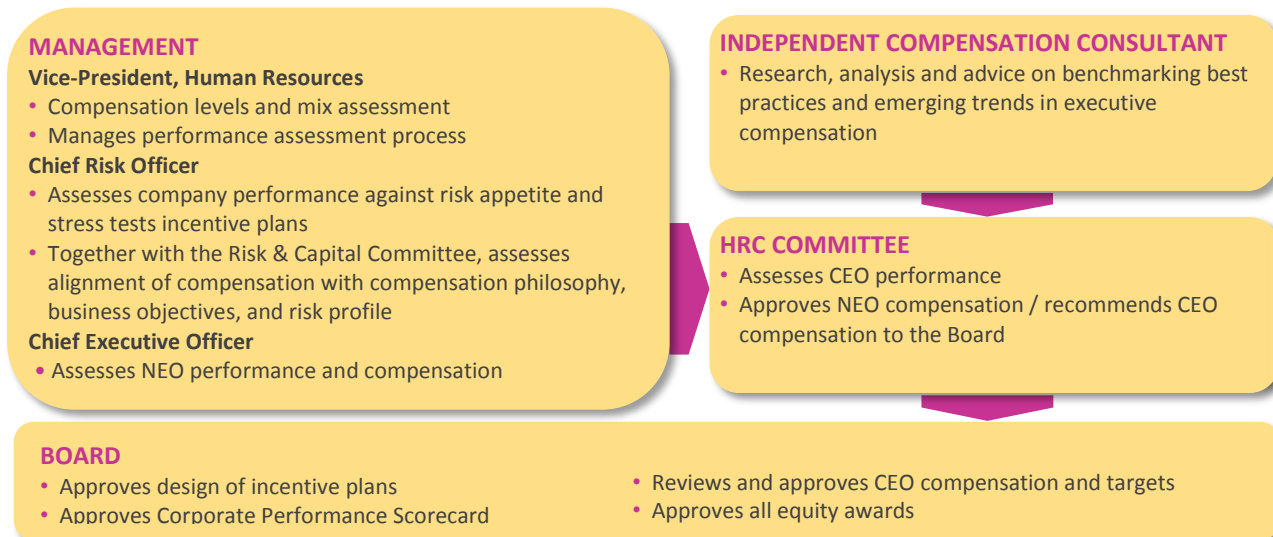 MANAGEMENT
Vice-President, Human Resources
• Compensation levels and mix assessment
• Manages performance assessment process
Chief Risk Officer
• Assesses company performance against risk appetite and
stress tests incentive plans
• Together with the Risk & Capital Committee, assesses
alignment of compensation with compensation philosophy,
business objectives, and risk profile
Chief Executive Officer
• Assesses NEO performance and compensation
INDEPENDENT COMPENSATION CONSULTANT
• Research, analysis and advice on benchmarking best
practices and emerging trends in executive
compensation
HRC COMMITTEE
• Assesses CEO performance
• Approves NEO compensation / recommends CEO
compensation to the Board
BOARD
• Approves design of incentive plans
• Approves Corporate Performance Scorecard
• Reviews and approves CEO compensation and targets
• Approves all equity awards